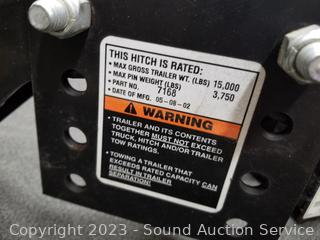 THIS HITCH IS RATED:
• MAX GROSS TRAILER WT. (LBS) 15,000
• MAX PIN WEIGHT (LBS) 3,750
• PART NO. 7168
• DATE OF MFG. 05-08-02
WARNING
• TRAILER AND ITS CONTENTS
TOGETHER MUST NOT EXCEED
TRUCK, HITCH AND/OR TRAILER
TOW RATINGS.
• TOWING A TRAILER THAT
EXCEEDS RATED CAPACITY CAN
RESULT IN TRAILER
SEPARATION.
Copyright 2023 - Sound Auction Service